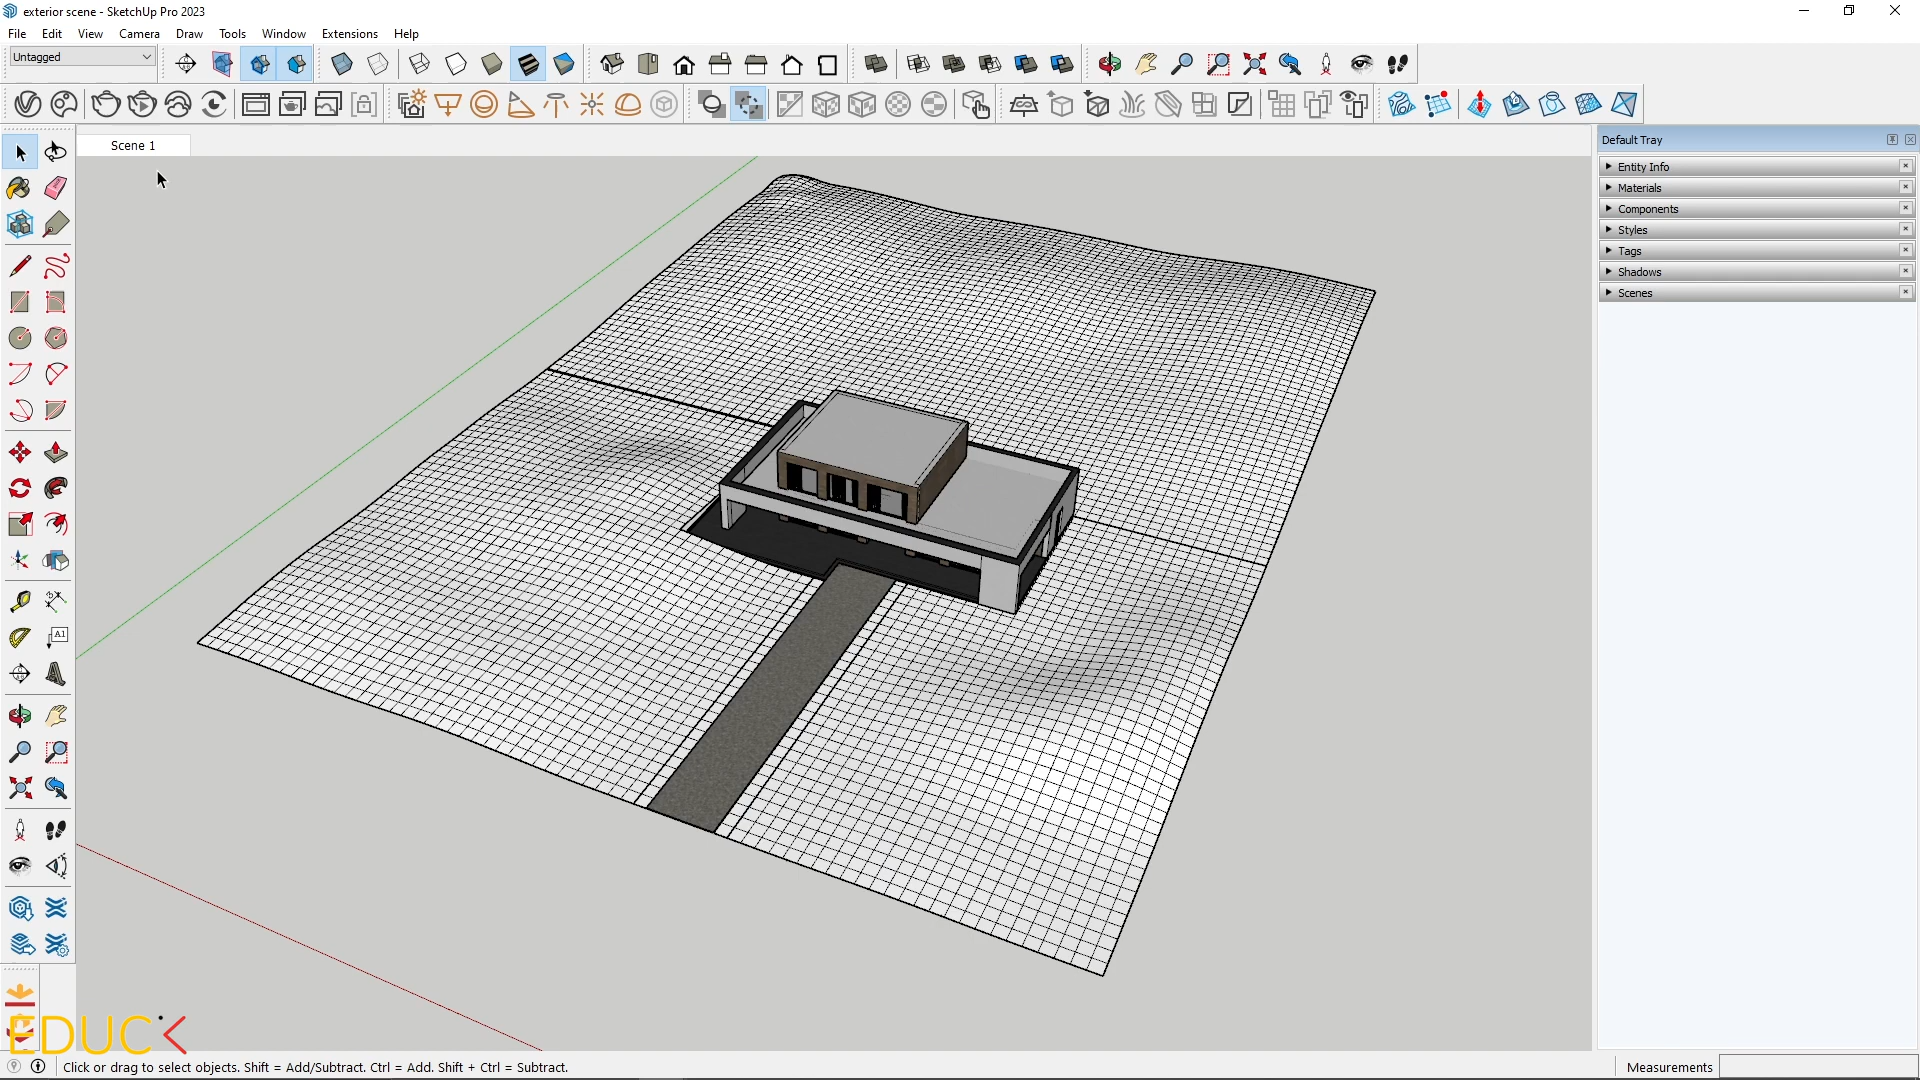 exterior scene - SketchUp Pro 2023
File Edit View Camera Draw Tools Window Extensions Help
Untagged
Scene 1
Default Tray
Entity Info
Materials
Components
Styles
Tags
Shadows
Scenes
A1
EDUC
Click or drag to select objects. Shift = Add/Subtract. Ctrl = Add. Shift + Ctrl = Subtract.
Measurements